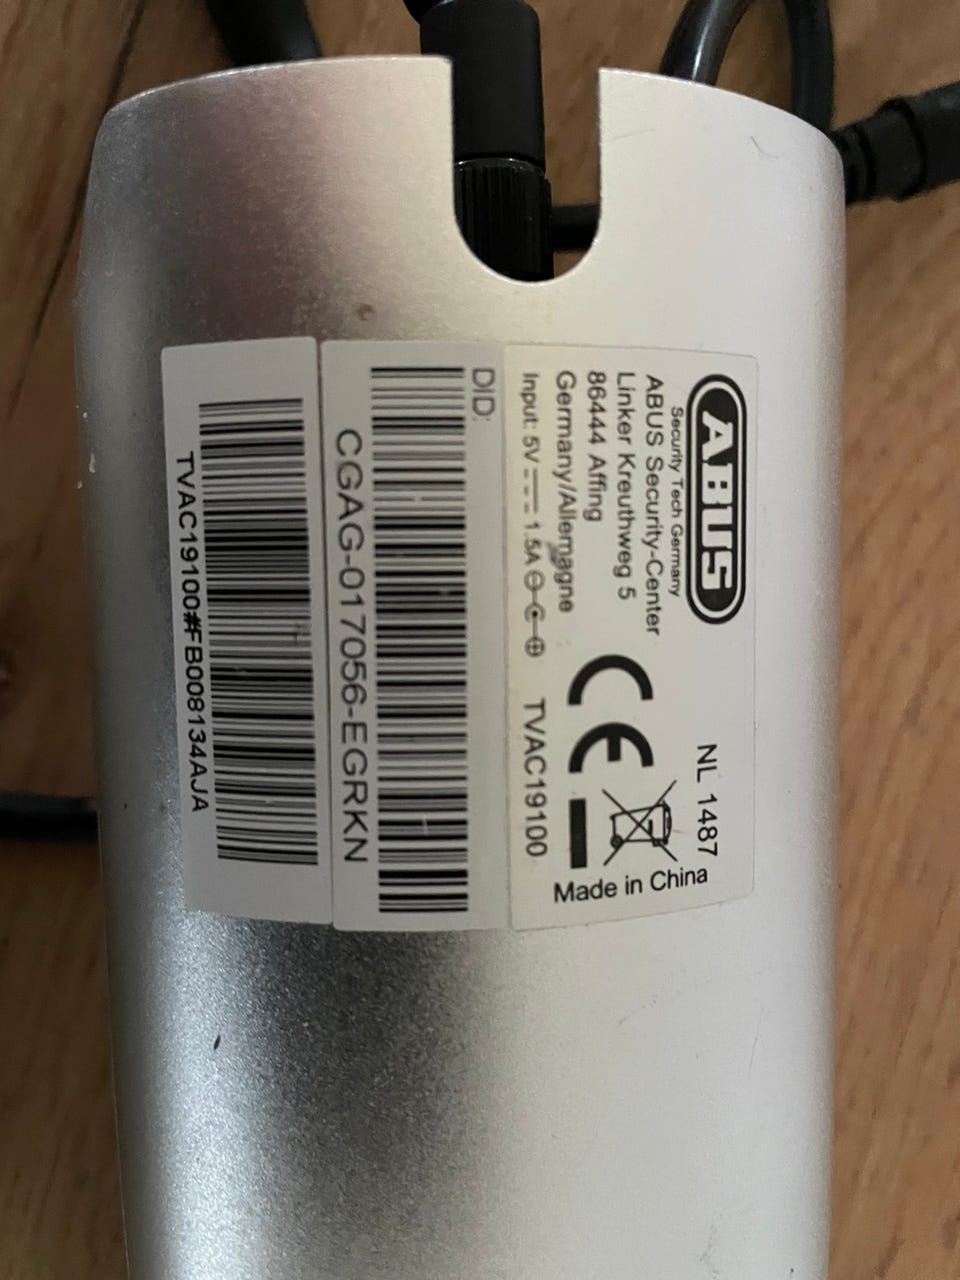 ABUS
Security Tech Germany
ABUS Security-Center
Linker Kreuthweg 5
86444 Affing
Germany/Allemagne
Input: 5V 1.5A
TVAC19100
NL 1487
CE
Made in China
DID:
CGAG-017056-EGRKN
TVAC19100#FB008134AJA